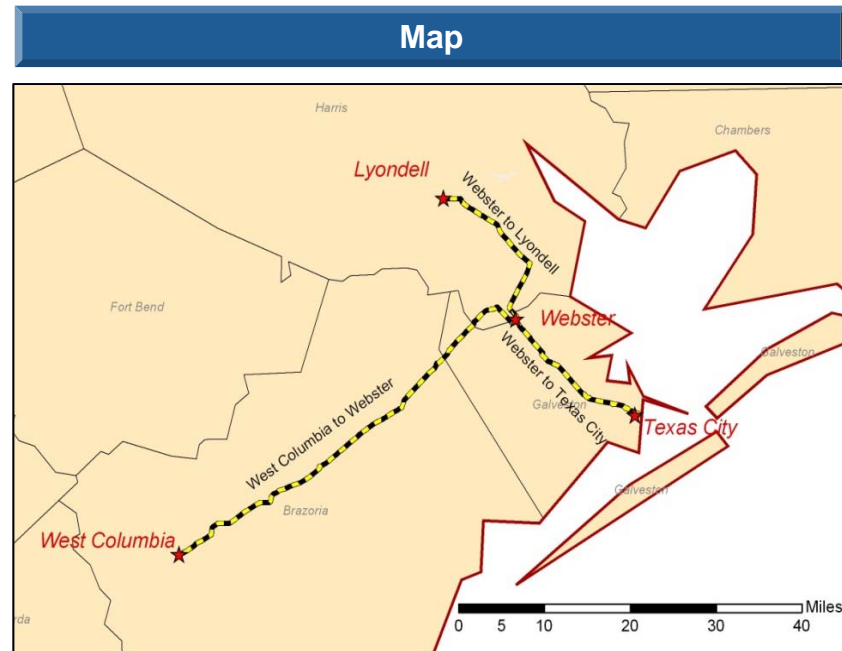 Map
Harris
Chambers
Lyondell
Webster to Lyondell
Fort Bend
Webster
Galveston
Webster to Texas City
West Columbia to Webster
Galveston
Texas City
Galveston
Brazoria
West Columbia
Miles
0 5 10 20 30 40
rda